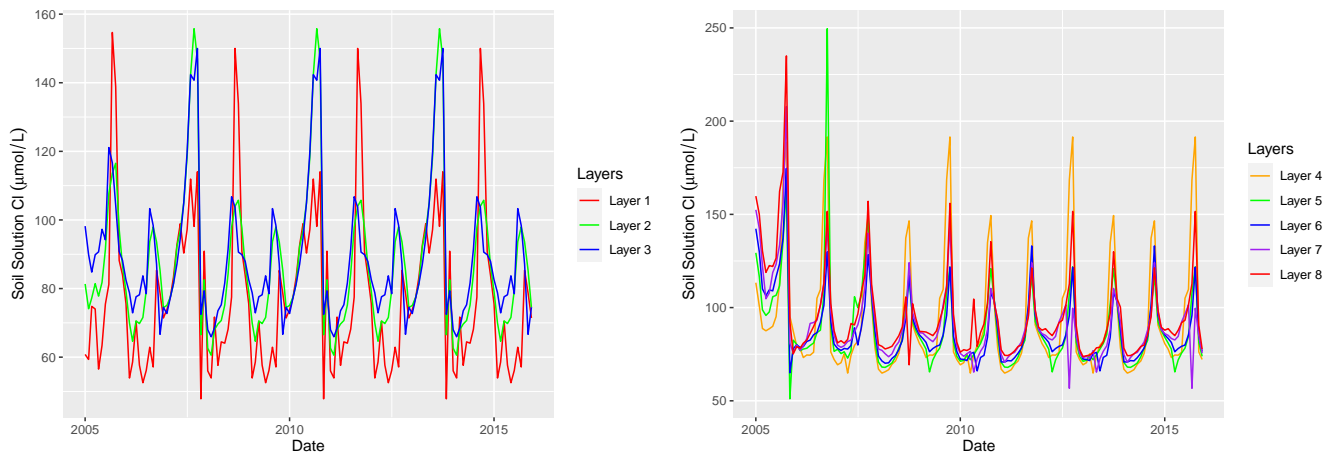 160
140
120
100
80
60
Soil Solution Cl (μmol/L)
2005
2010
2015
Date
Layers
Layer 1
Layer 2
Layer 3
250
200
150
100
50
Soil Solution Cl (μmol/L)
2005
2010
2015
Date
Layers
Layer 4
Layer 5
Layer 6
Layer 7
Layer 8